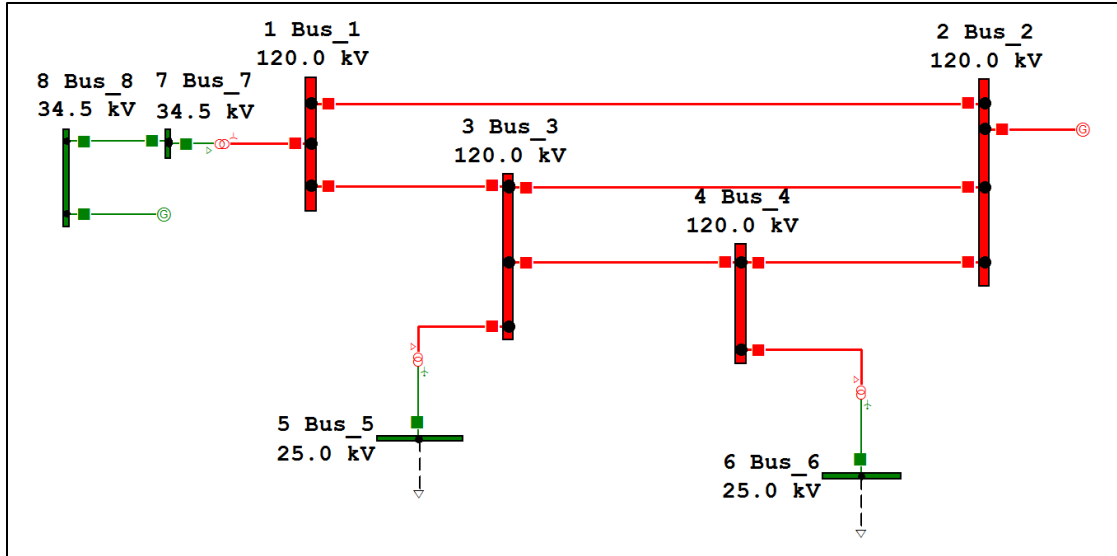 1 Bus_1
120.0 kV
2 Bus_2
120.0 kV
8 Bus_8
34.5 kV
7 Bus_7
34.5 kV
3 Bus_3
120.0 kV
G
4 Bus_4
120.0 kV
G
5 Bus_5
25.0 kV
6 Bus_6
25.0 kV